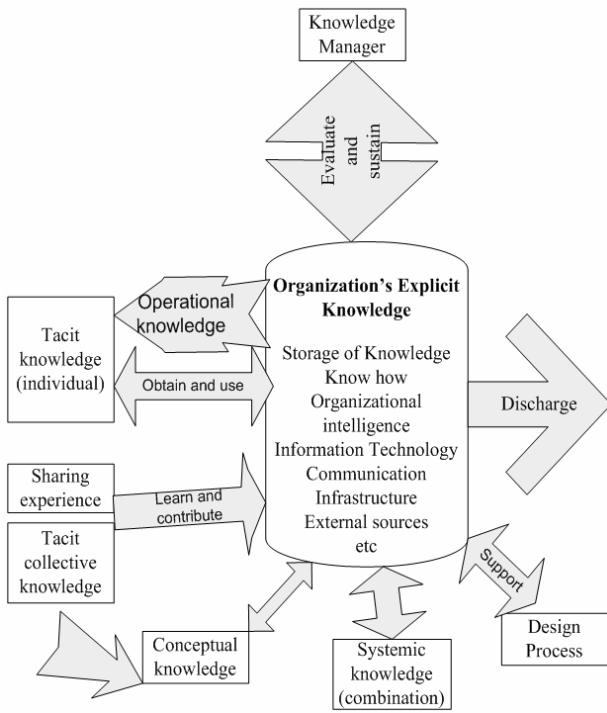 Knowledge
Manager
Evaluate
and
sustain
Organization's Explicit
Knowledge
Storage of Knowledge
Know how
Organizational
intelligence
Information Technology
Communication
Infrastructure
External sources
etc
Operational
knowledge
Tacit
knowledge
(individual)
Obtain and use
Discharge
Sharing
experience
Learn and
contribute
Tacit
collective
knowledge
Support
Conceptual
knowledge
Systemic
knowledge
(combination)
Design
Process